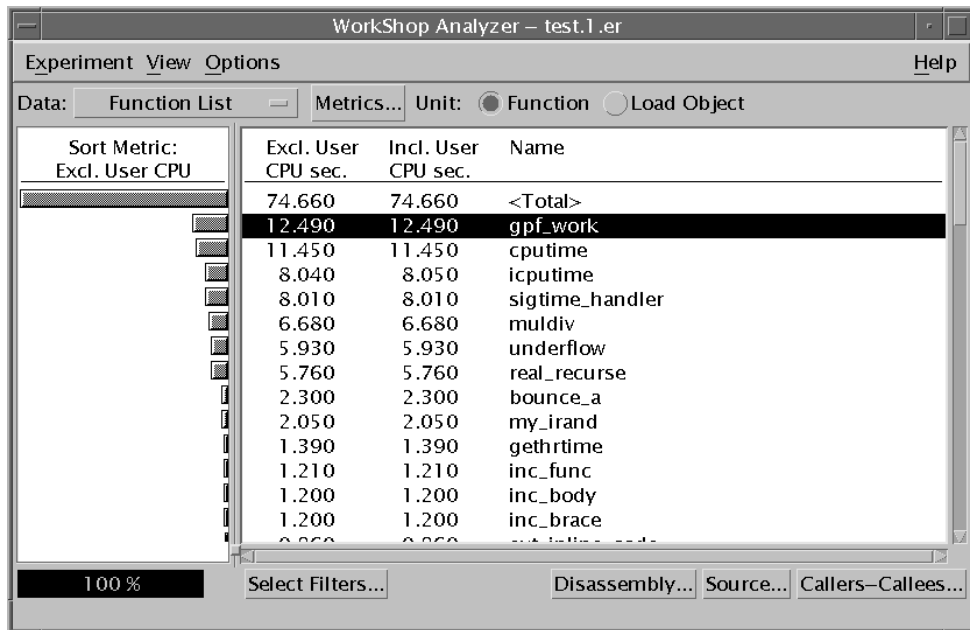 WorkShop Analyzer – test.1.er
Experiment View Options Help
Data: Function List Metrics... Unit: Function Load Object
Sort Metric:
Excl. User CPU
Excl. User Incl. User Name
CPU sec. CPU sec.
74.660 74.660 <Total>
12.490 12.490 gpf_work
11.450 11.450 cputime
8.040 8.050 icputime
8.010 8.010 sigtime_handler
6.680 6.680 muldiv
5.930 5.930 underflow
5.760 5.760 real_recurse
2.300 2.300 bounce_a
2.050 2.050 my_irand
1.390 1.390 gethrtime
1.210 1.210 inc_func
1.200 1.200 inc_body
1.200 1.200 inc_brace
100 % Select Filters... Disassembly... Source... Callers–Callees...